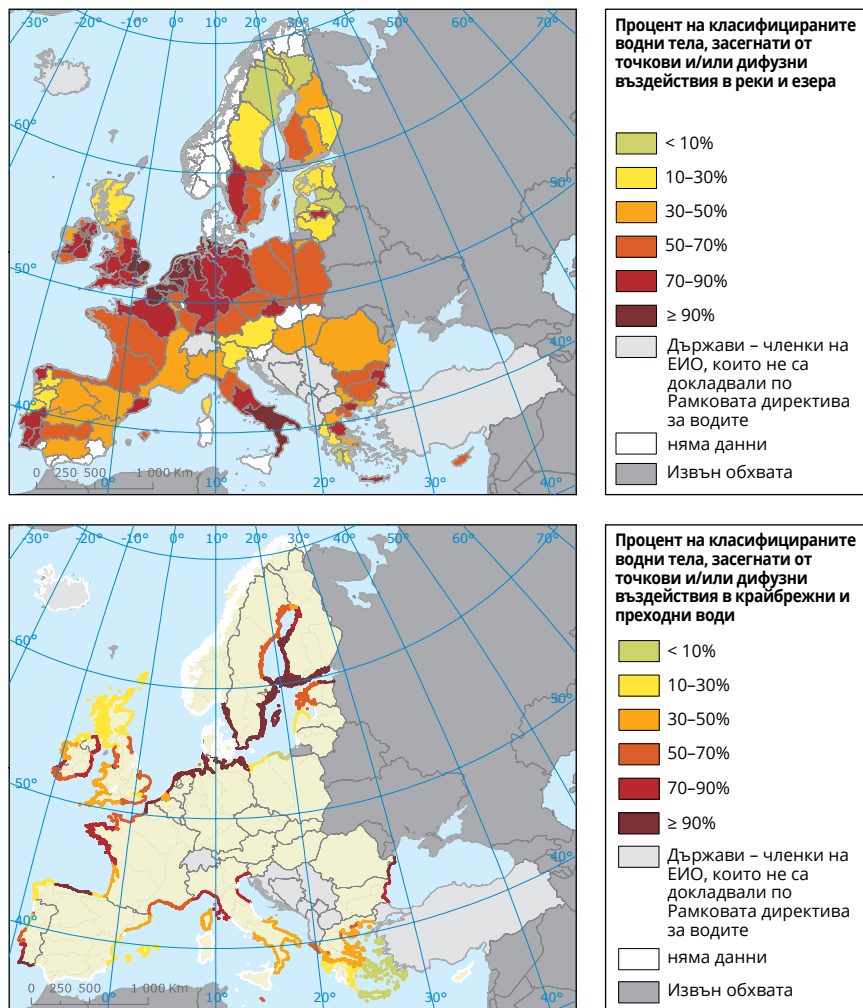 -30° -20° -10° 0° 10° 20° 30° 40° 50° 60° 70°
60°
50°
40°
60°
50°
40°
0 250 500 1 000 Km
0° 10° 20° 30° 40°
Процент на класифицираните
водни тела, засегнати от
точкови и/или дифузни
въздействия в реки и езера
< 10%
10–30%
30–50%
50–70%
70–90%
≥ 90%
Държави – членки на
ЕИО, които не са
докладвали по
Рамковата директива
за водите
няма данни
Извън обхвата
-30° -20° -10° 0° 10° 20° 30° 40° 50° 60° 70°
60°
50°
40°
60°
50°
40°
0 250 500 1 000 Km
0° 10° 20° 30° 40°
Процент на класифицираните
водни тела, засегнати от
точкови и/или дифузни
въздействия в крайбрежни и
преходни води
< 10%
10–30%
30–50%
50–70%
70–90%
≥ 90%
Държави – членки на
ЕИО, които не са
докладвали по
Рамковата директива
за водите
няма данни
Извън обхвата